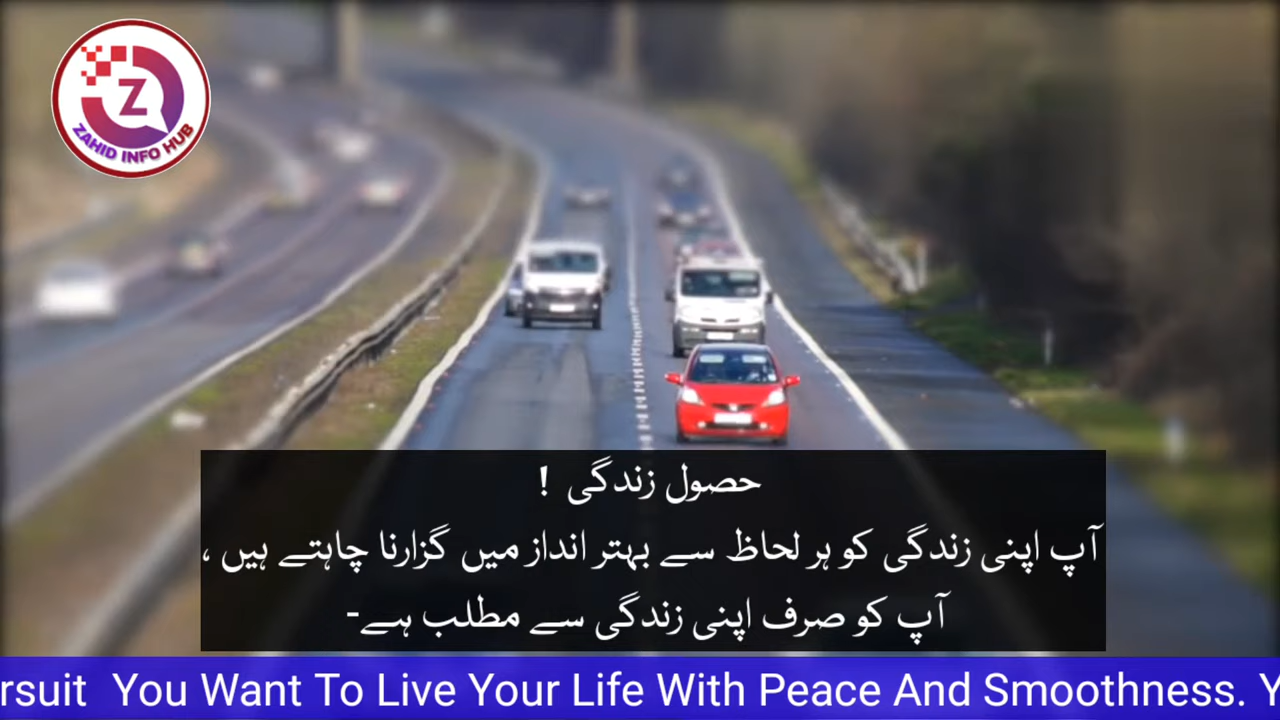 Z
ZAHID INFO HUB
حصول زندگی !
آپ اپنی زندگی کو ہر لحاظ سے بہتر انداز میں گزارنا چاہتے ہیں ،
آپ کو صرف اپنی زندگی سے مطلب ہے-
rsuit You Want To Live Your Life With Peace And Smoothness. Y